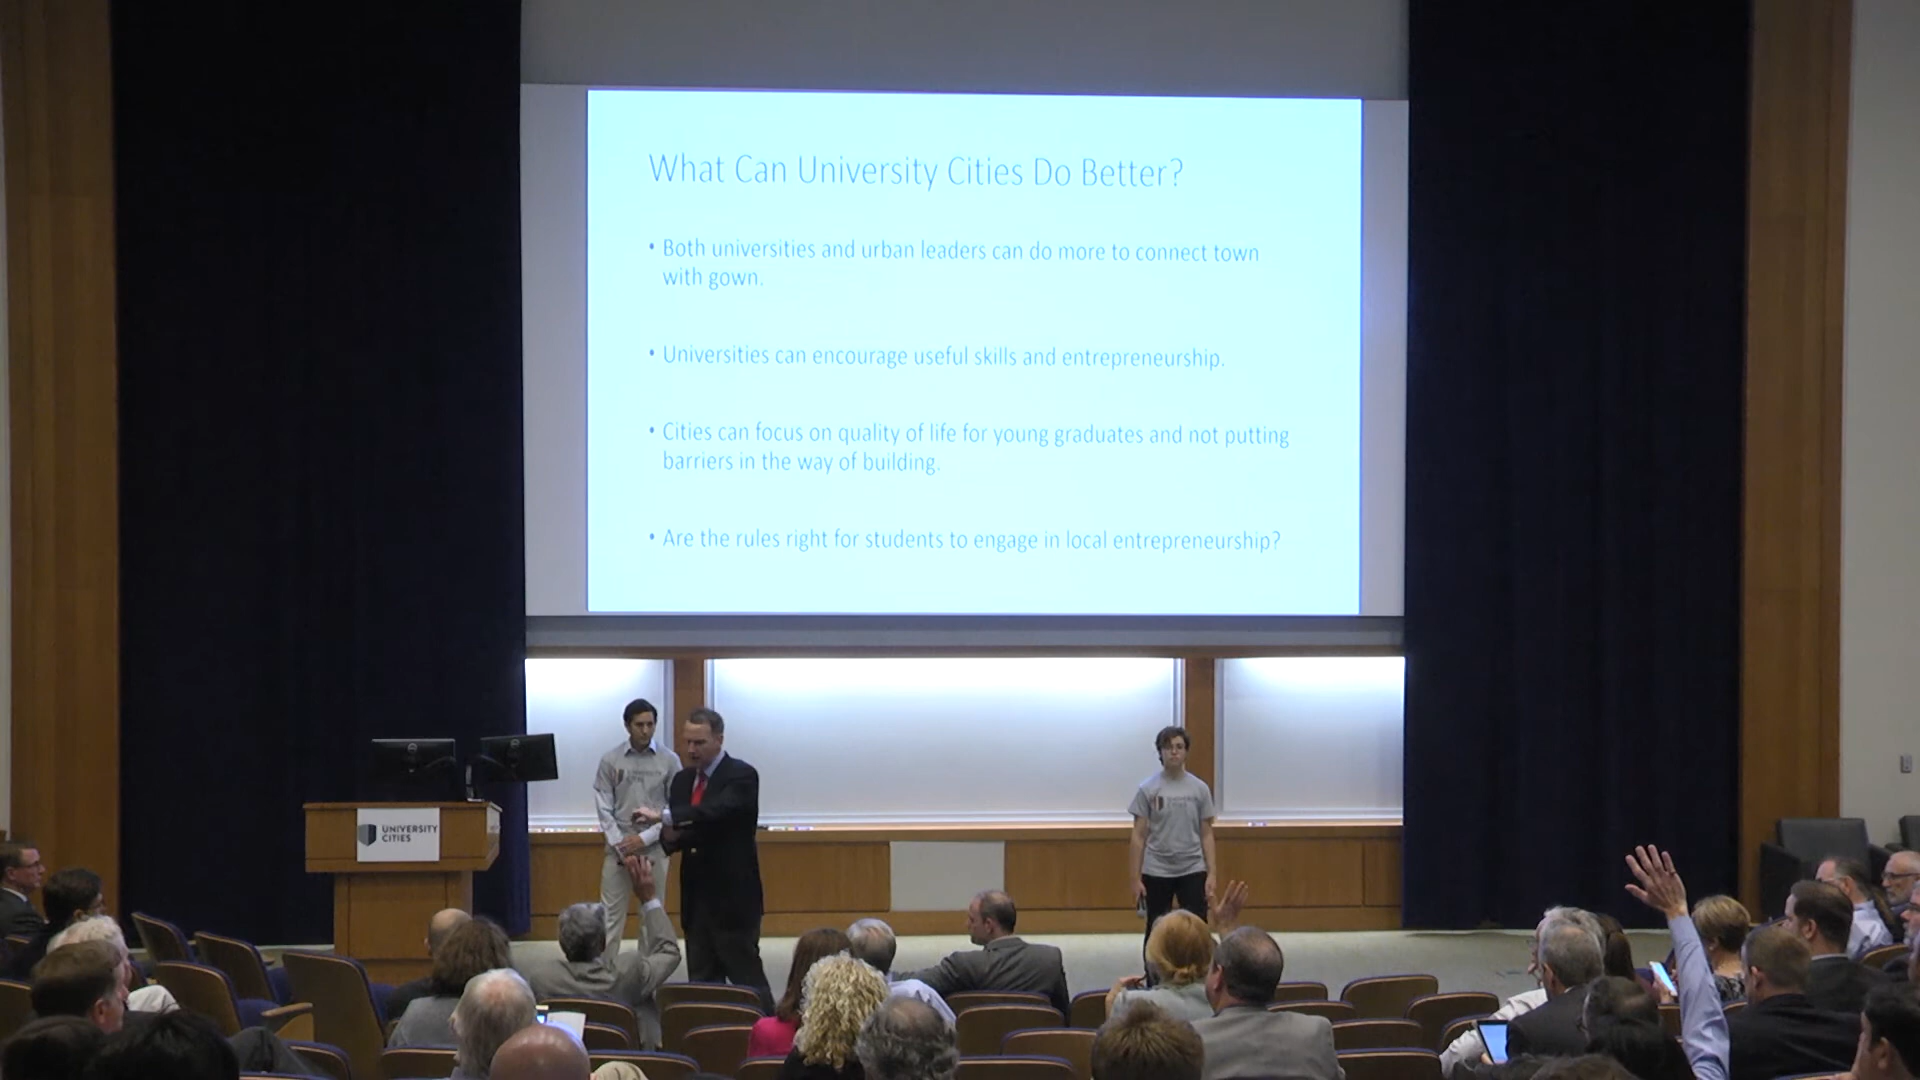 What Can University Cities Do Better?
• Both universities and urban leaders can do more to connect town
with gown.
• Universities can encourage useful skills and entrepreneurship.
• Cities can focus on quality of life for young graduates and not putting
barriers in the way of building.
• Are the rules right for students to engage in local entrepreneurship?
UNIVERSITY
CITIES